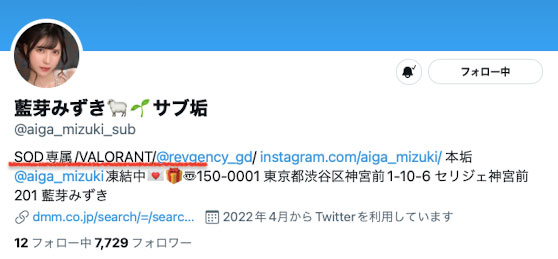 フォロー中
藍芽みずき🐑🌱サブ垢
@aiga_mizuki_sub
SOD専属/VALORANT/@revgency_gd/ instagram.com/aiga_mizuki/ 本垢
@aiga_mizuki凍結中💌🎁〠150-0001 東京都渋谷区神宮前1-10-6 セリジェ神宮前
201 藍芽みずき
dmm.co.jp/search/=/searc... 2022年4月からTwitterを利用しています
12 フォロー中 7,729 フォロワー